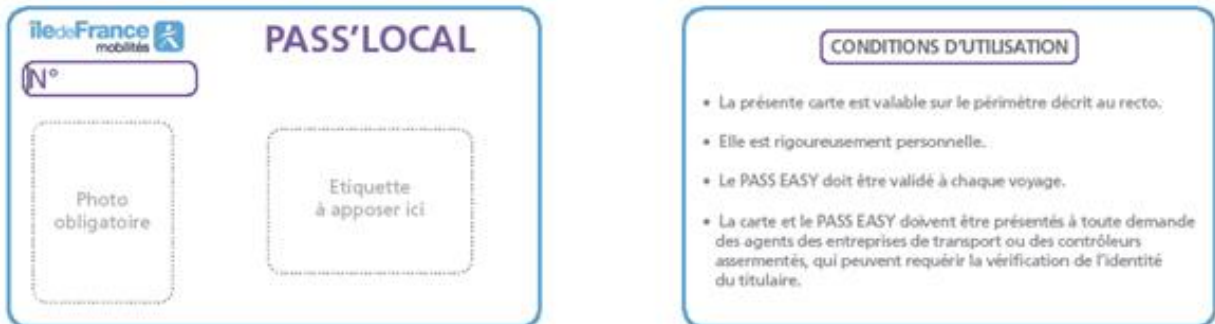 îledeFrance
mobilités
PASS'LOCAL
N°
Photo
obligatoire
Etiquette
à apposer ici
CONDITIONS D'UTILISATION
• La présente carte est valable sur le périmètre décrit au recto.
• Elle est rigoureusement personnelle.
• Le PASS EASY doit être validé à chaque voyage.
• La carte et le PASS EASY doivent être présentés à toute demande
des agents des entreprises de transport ou des contrôleurs
assermentés, qui peuvent requérir la vérification de l'identité
du titulaire.